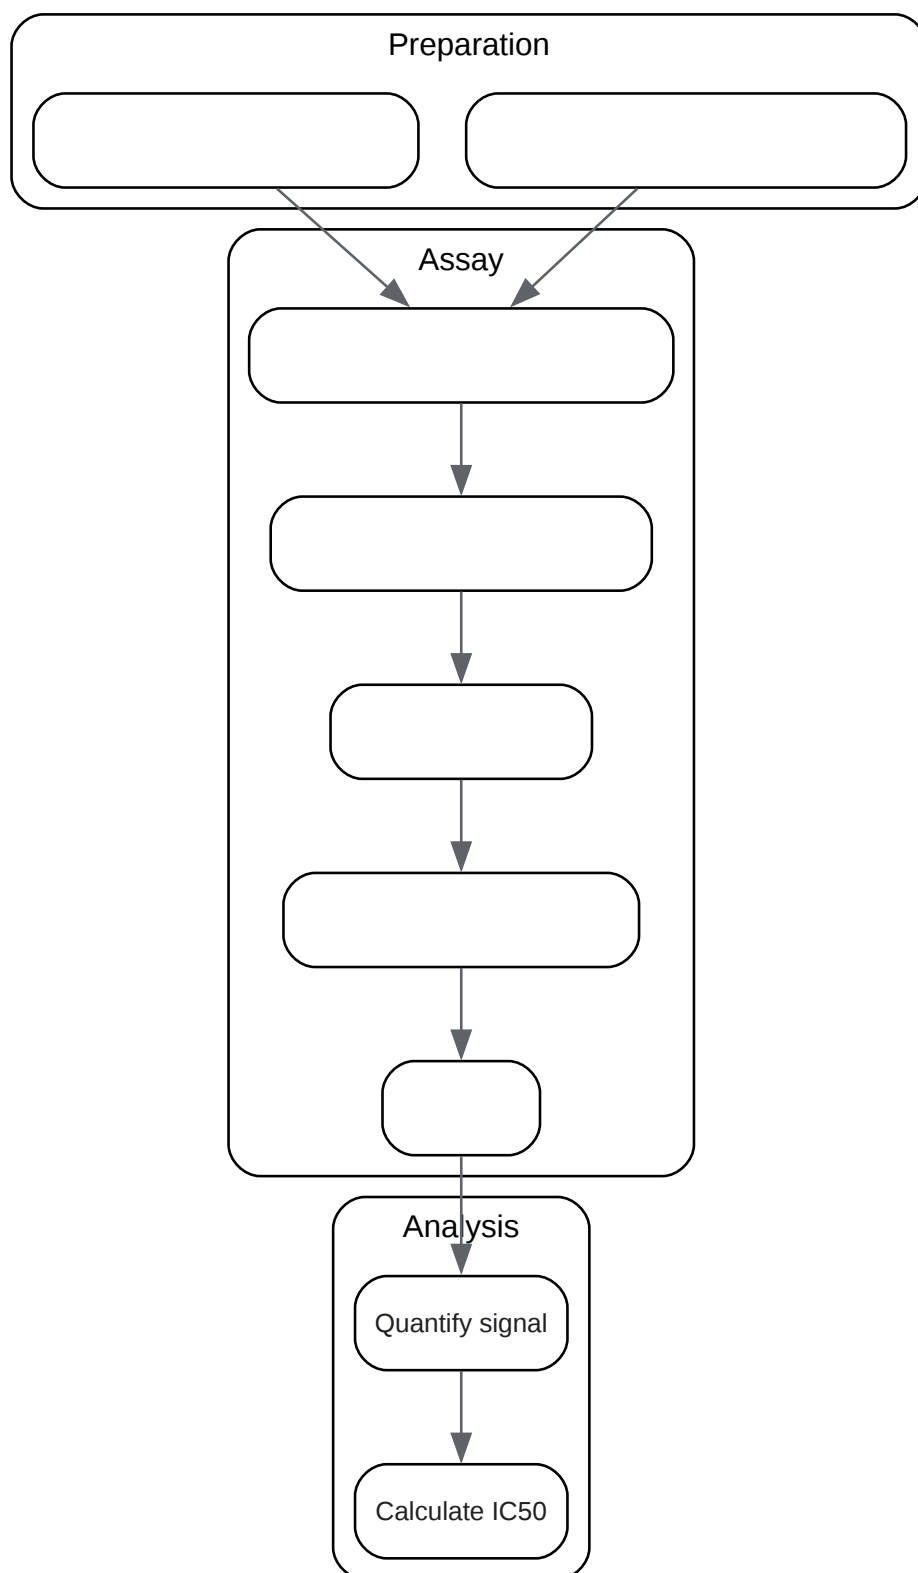 Preparation
Assay
Analysis
Quantify signal
Calculate IC50